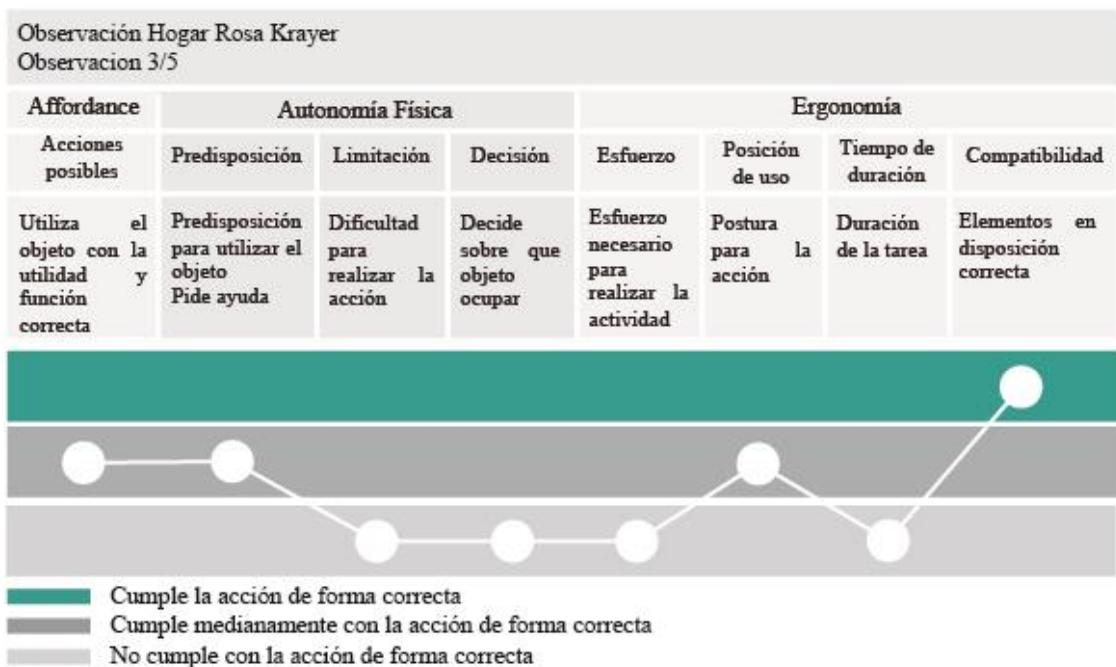 Observación Hogar Rosa Krayer
Observacion 3/5
Affordance
Autonomía Física
Ergonomía
Acciones
posibles
Predisposición
Limitación
Decisión
Esfuerzo
Posición
de uso
Tiempo de
duración
Compatibilidad
Utiliza el
objeto con la
utilidad y
función
correcta
Predisposición
para utilizar el
objeto
Pide ayuda
Dificultad
para
realizar la
acción
Decide
sobre que
objeto
ocupar
Esfuerzo
necesario
para
realizar la
actividad
Postura
para la
acción
Duración
de la tarea
Elementos en
disposición
correcta
Cumple la acción de forma correcta
Cumple medianamente con la acción de forma correcta
No cumple con la acción de forma correcta